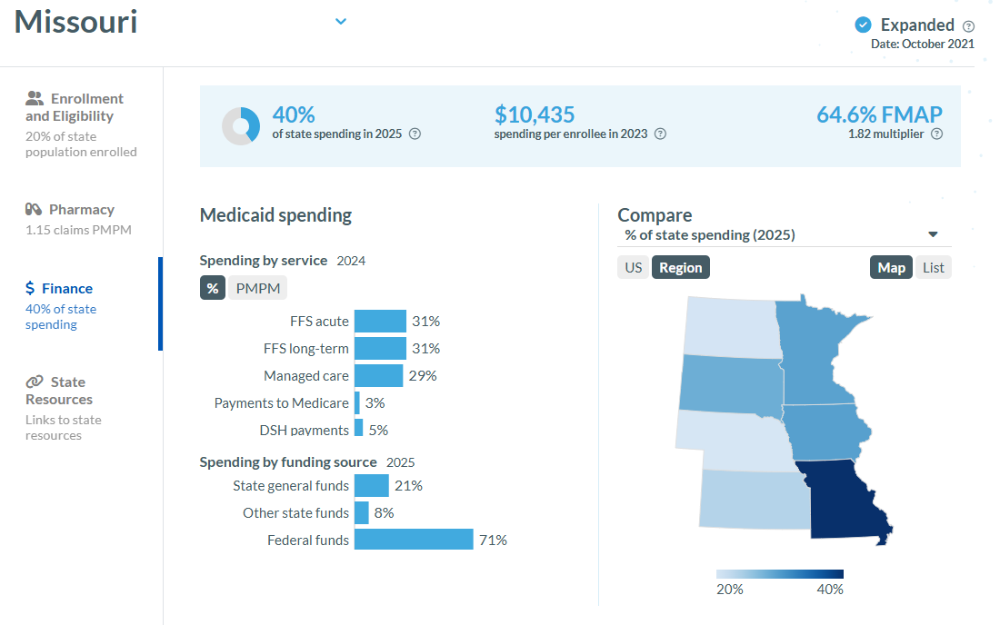 Missouri
Expanded
Date: October 2021
Enrollment
and Eligibility
20% of state
population enrolled
Pharmacy
1.15 claims PMPM
$ Finance
40% of state
spending
State
Resources
Links to state
resources
40%
of state spending in 2025 ?
$10,435
spending per enrollee in 2023 ?
64.6% FMAP
1.82 multiplier ?
Medicaid spending
Spending by service 2024
% PMPM
FFS acute 31%
FFS long-term 31%
Managed care 29%
Payments to Medicare 3%
DSH payments 5%
Spending by funding source 2025
State general funds 21%
Other state funds 8%
Federal funds 71%
Compare
% of state spending (2025)
US Region Map List
20% 40%